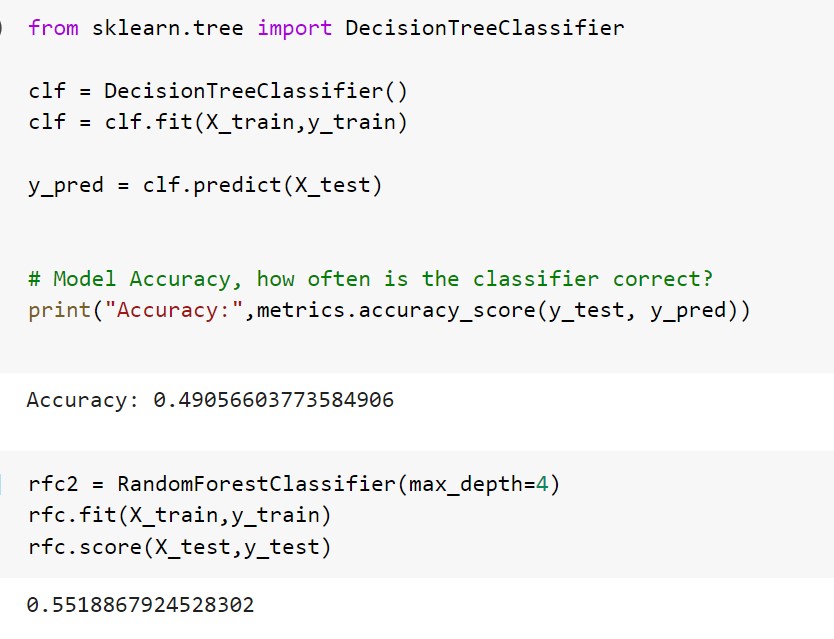 from sklearn.tree import DecisionTreeClassifier
clf = DecisionTreeClassifier()
clf = clf.fit(X_train,y_train)
y_pred = clf.predict(X_test)
# Model Accuracy, how often is the classifier correct?
print("Accuracy:",metrics.accuracy_score(y_test, y_pred))
Accuracy: 0.49056603773584906
rfc2 = RandomForestClassifier(max_depth=4)
rfc.fit(X_train,y_train)
rfc.score(X_test,y_test)
0.5518867924528302